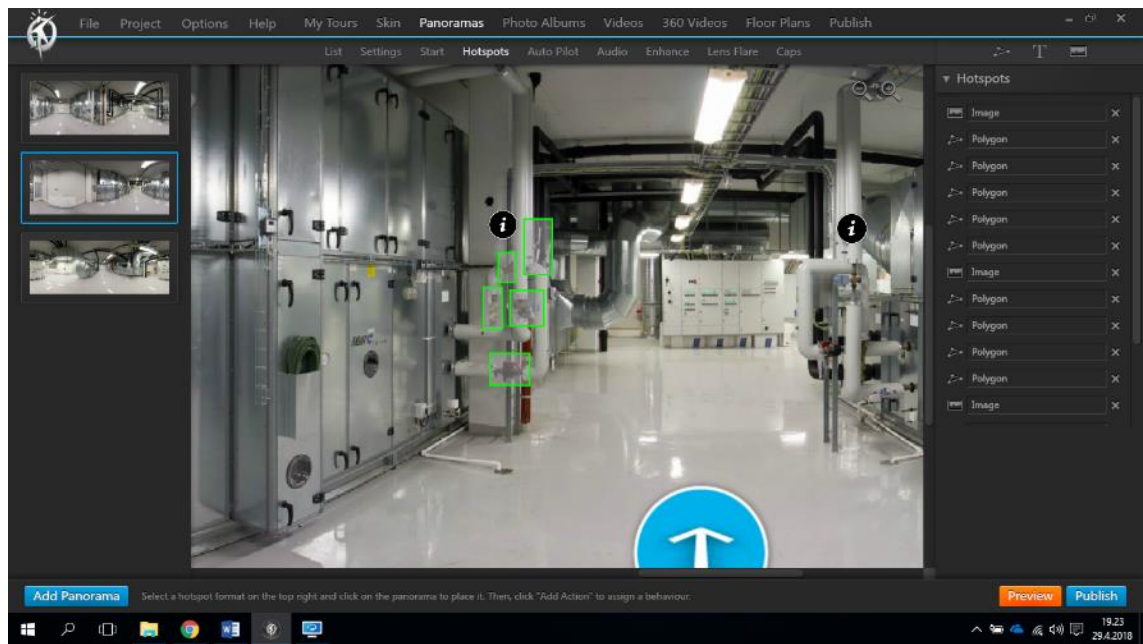 File Project Options Help My Tours Skin Panoramas Photo Albums Videos 360 Videos Floor Plans Publish
List Settings Start Hotspots Auto Pilot Audio Enhance Lens Flare Caps
T
Hotspots
Image
Polygon
Polygon
Polygon
Polygon
Polygon
Image
Polygon
Polygon
Polygon
Polygon
Image
i
i
Add Panorama Select a hotspot format on the top right and click on the panorama to place it. Then, click "Add Action" to assign a behaviour. Preview Publish
19.23
29.4.2018